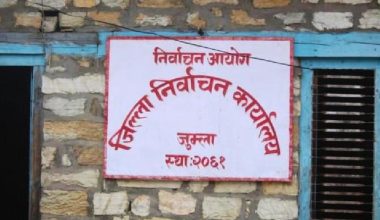 निर्वाचन आयोग
जिल्ला निर्वाचन कार्यालय
जुम्ला
स्था:२०६१